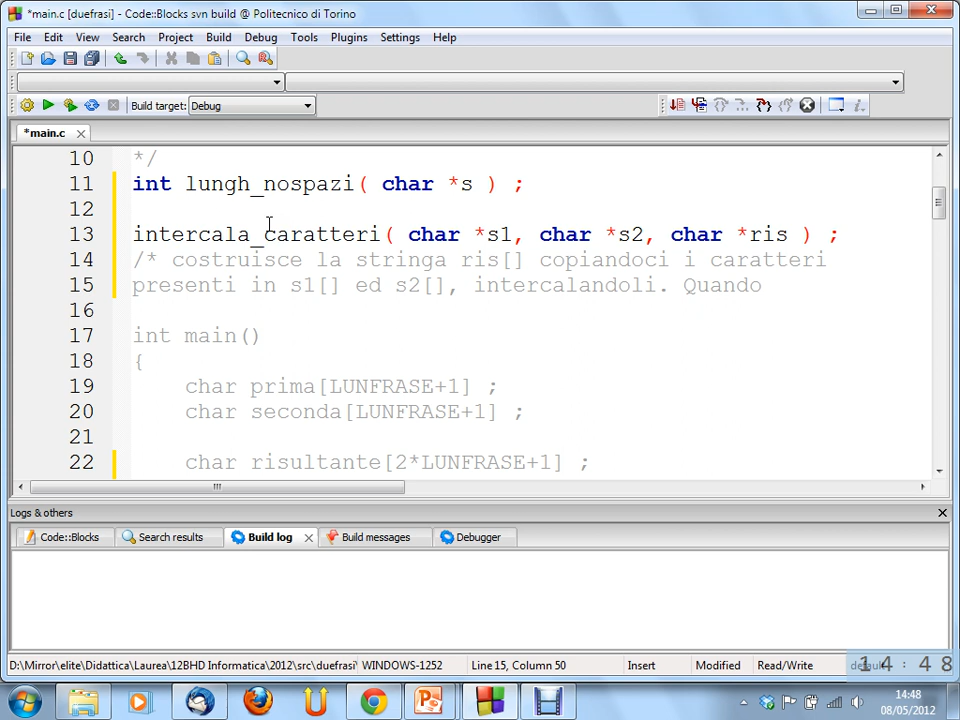 *main.c [duefrasi] - Code::Blocks svn build @ Politecnico di Torino
File Edit View Search Project Build Debug Tools Plugins Settings Help
Build target: Debug
*main.c
10 */
11 int lungh_nospazi( char *s ) ;
12
13 intercala_caratteri( char *s1, char *s2, char *ris ) ;
14 /* costruisce la stringa ris[] copiandoci i caratteri
15 presenti in s1[] ed s2[], intercalandoli. Quando
16
17 int main()
18 {
19 char prima[LUNFRASE+1] ;
20 char seconda[LUNFRASE+1] ;
21
22 char risultante[2*LUNFRASE+1] ;
Logs & others
Code::Blocks Search results Build log Build messages Debugger
D:\Mirror\elite\Didattica\Laurea\12BHD Informatica\2012\src\duefrasi\ WINDOWS-1252 Line 15, Column 50 Insert Modified Read/Write
14:48
14:48
08/05/2012